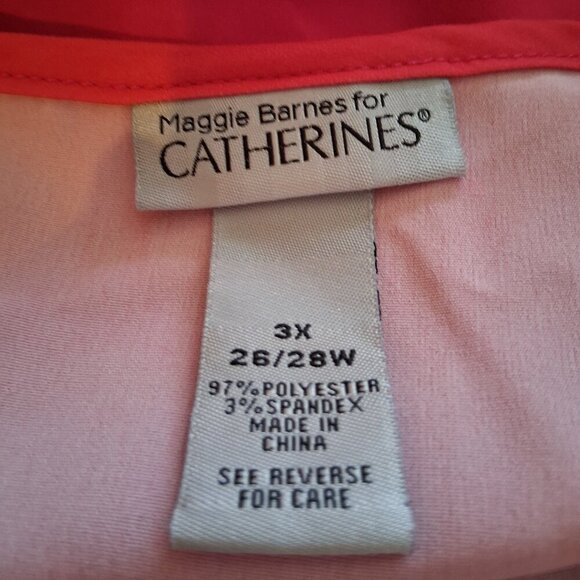 Maggie Barnes for
CATHERINES®
3X
26/28W
97%POLYESTER
3%SPANDEX
MADE IN
CHINA
SEE REVERSE
FOR CARE